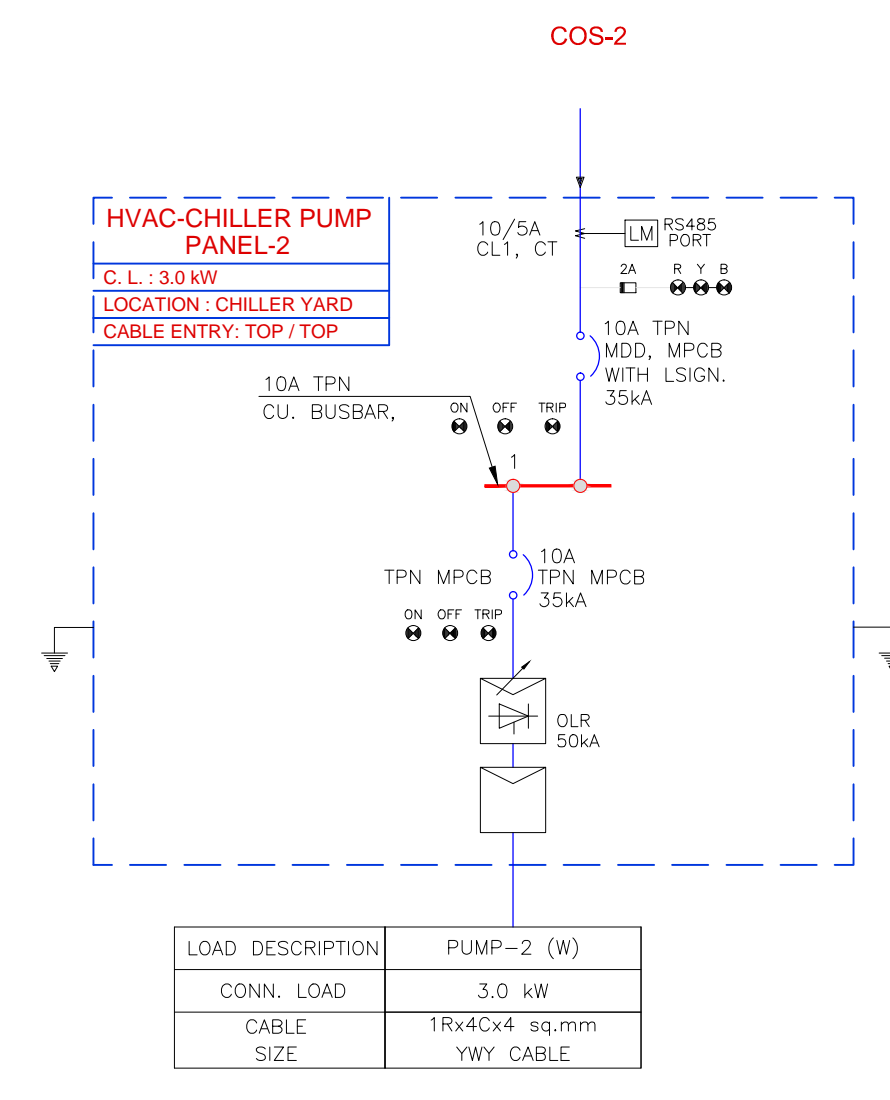 COS-2
HVAC-CHILLER PUMP
PANEL-2
C. L. : 3.0 kW
LOCATION : CHILLER YARD
CABLE ENTRY: TOP / TOP
10/5A
CL1, CT
LM
RS485
PORT
2A
R Y B
10A TPN
MDD, MPCB
WITH LSIGN.
35kA
10A TPN
CU. BUSBAR,
ON OFF TRIP
1
TPN MPCB
10A
TPN MPCB
35kA
ON OFF TRIP
OLR
50kA
LOAD DESCRIPTION PUMP-2 (W)
CONN. LOAD 3.0 kW
CABLE
SIZE
1Rx4Cx4 sq.mm
YWY CABLE